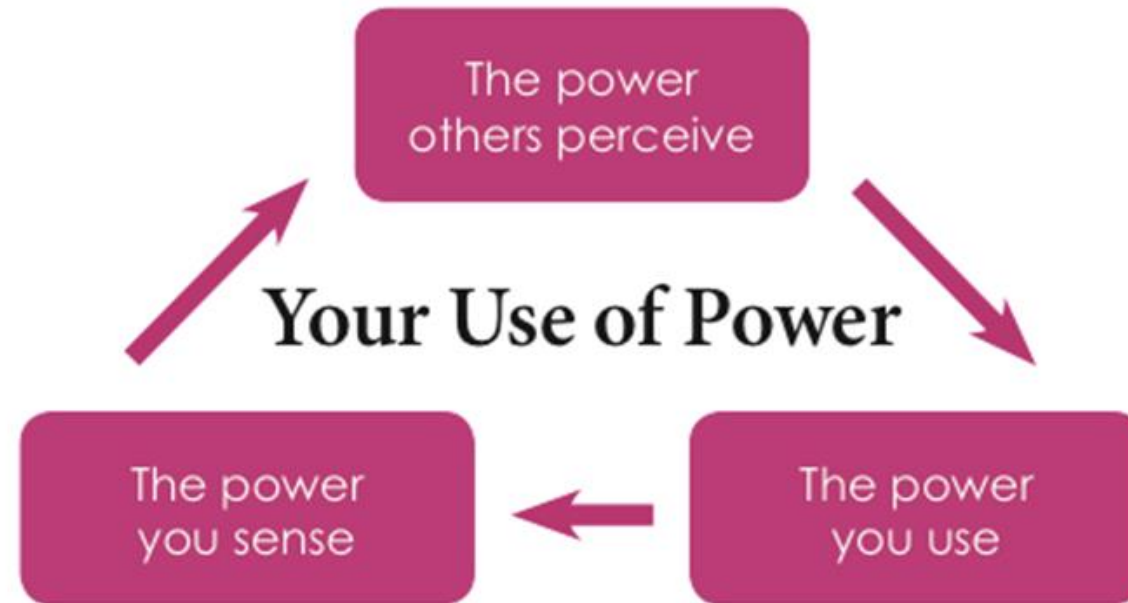 The power
others perceive
Your Use of Power
The power
you sense
The power
you use